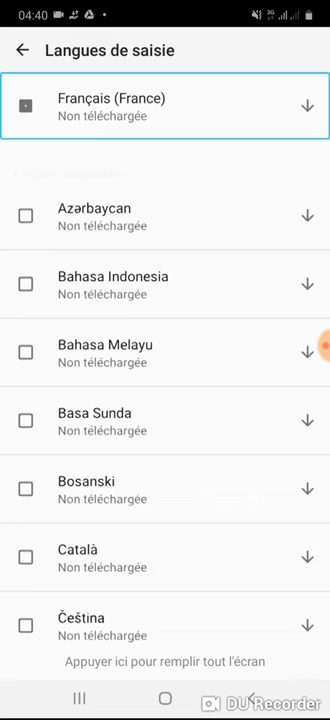 04:40
3G
Langues de saisie
Français (France)
Non téléchargée
Azərbaycan
Non téléchargée
Bahasa Indonesia
Non téléchargée
Bahasa Melayu
Non téléchargée
Basa Sunda
Non téléchargée
Bosanski
Non téléchargée
Català
Non téléchargée
Čeština
Non téléchargée
Appuyer ici pour remplir tout l'écran
DU Recorder